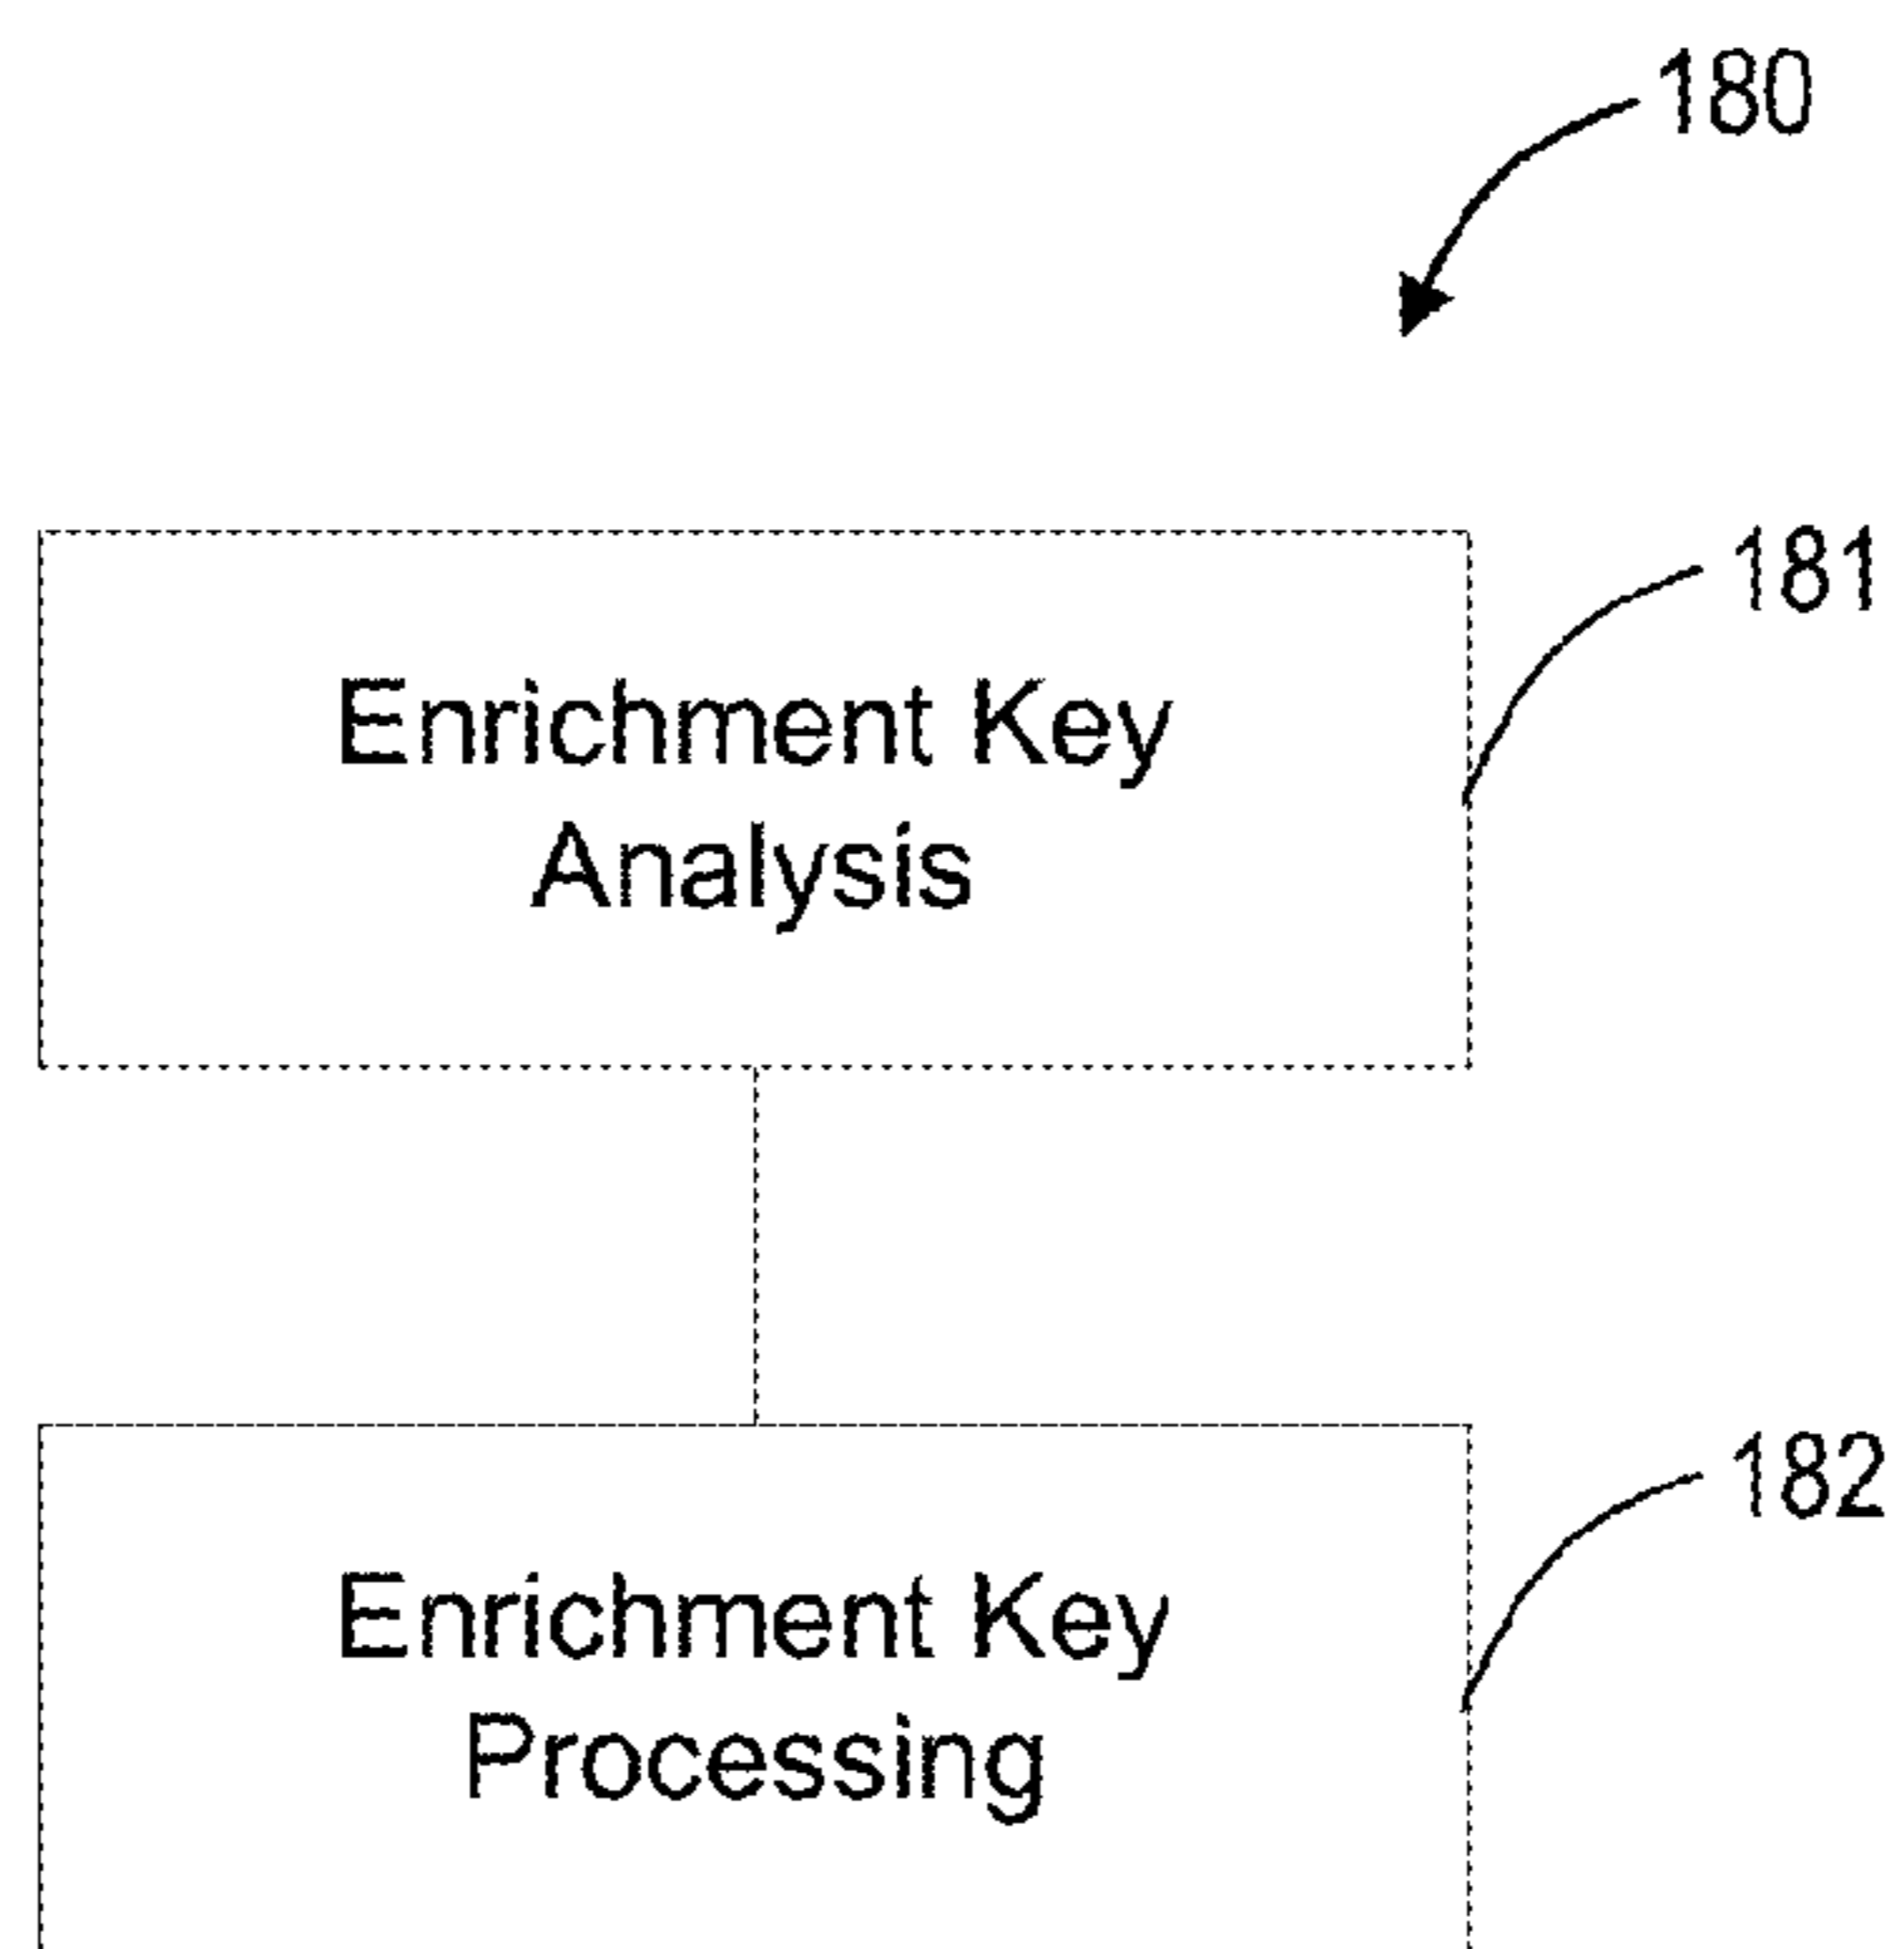 180
181
Enrichment Key
Analysis
182
Enrichment Key
Processing